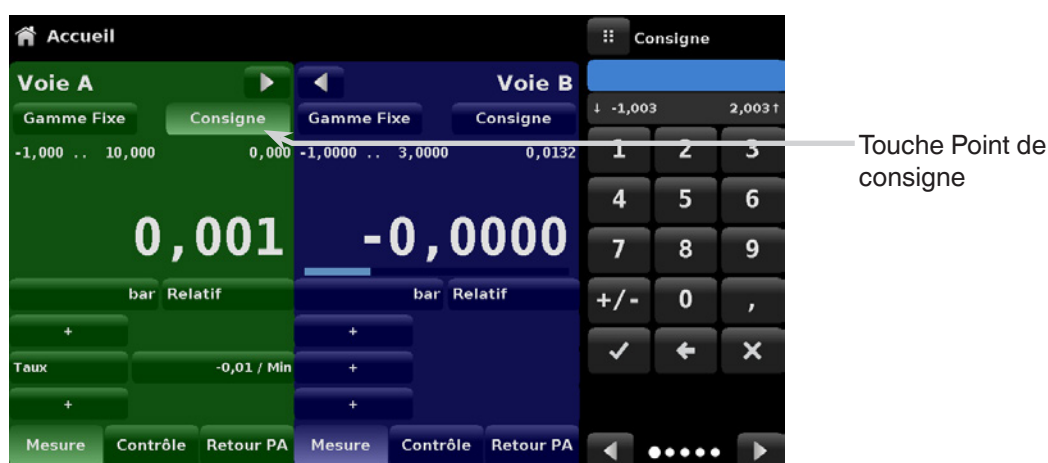 Accueil
Voie A
Gamme Fixe Consigne
-1,000 .. 10,000 0,000
0,001
bar Relatif
+
Taux -0,01 / Min
+
Mesure Contrôle Retour PA
Voie B
Gamme Fixe Consigne
-1,0000 .. 3,0000 0,0132
-0,0000
bar Relatif
+
+
+
Mesure Contrôle Retour PA
Consigne
↓ -1,003 2,003↑
1 2 3
4 5 6
7 8 9
+/- 0 ,
Touche Point de
consigne